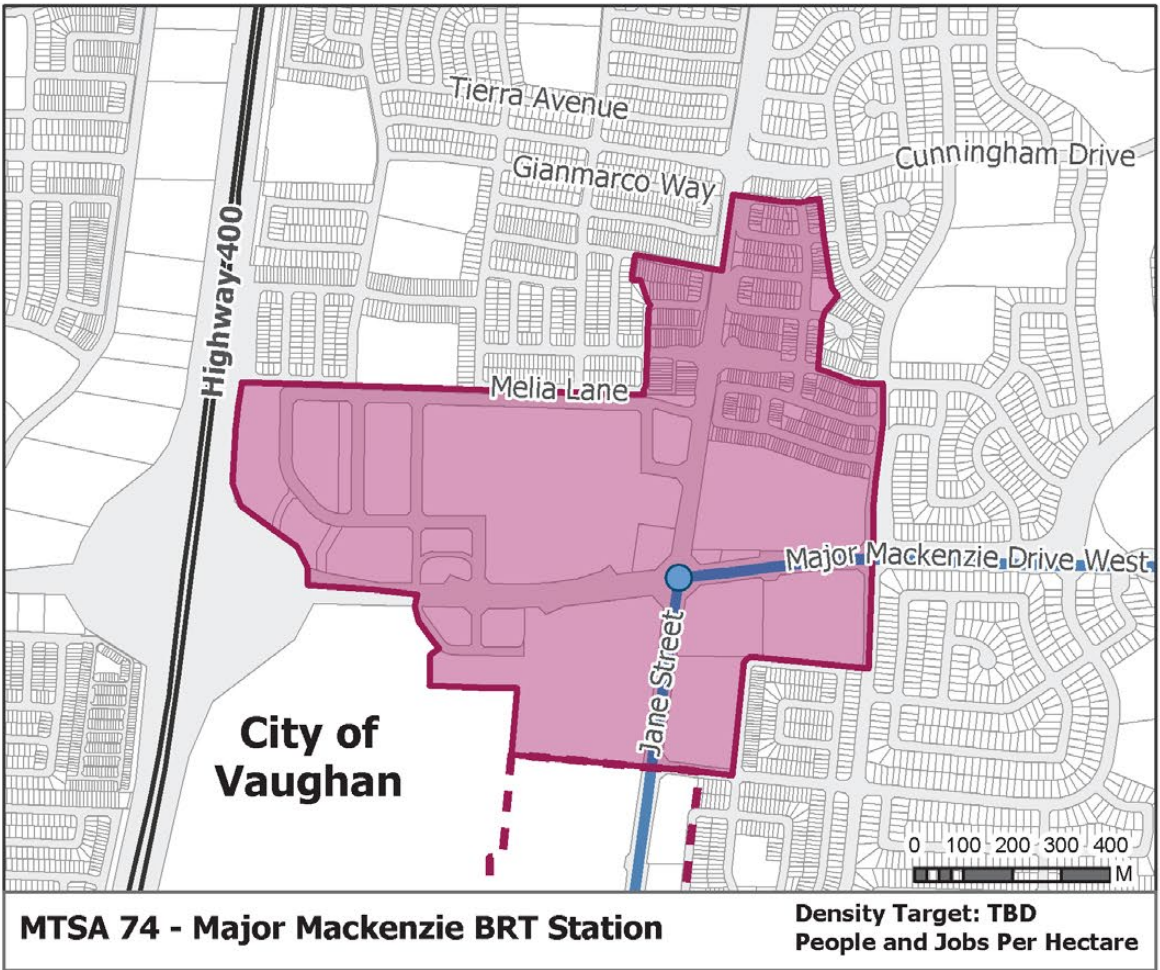 Tierra Avenue
Cunningham Drive
Gianmarco Way
Highway 400
Melia Lane
Major Mackenzie Drive West
Jane Street
City of
Vaughan
0 100 200 300 400
M
MTSA 74 - Major Mackenzie BRT Station
Density Target: TBD
People and Jobs Per Hectare